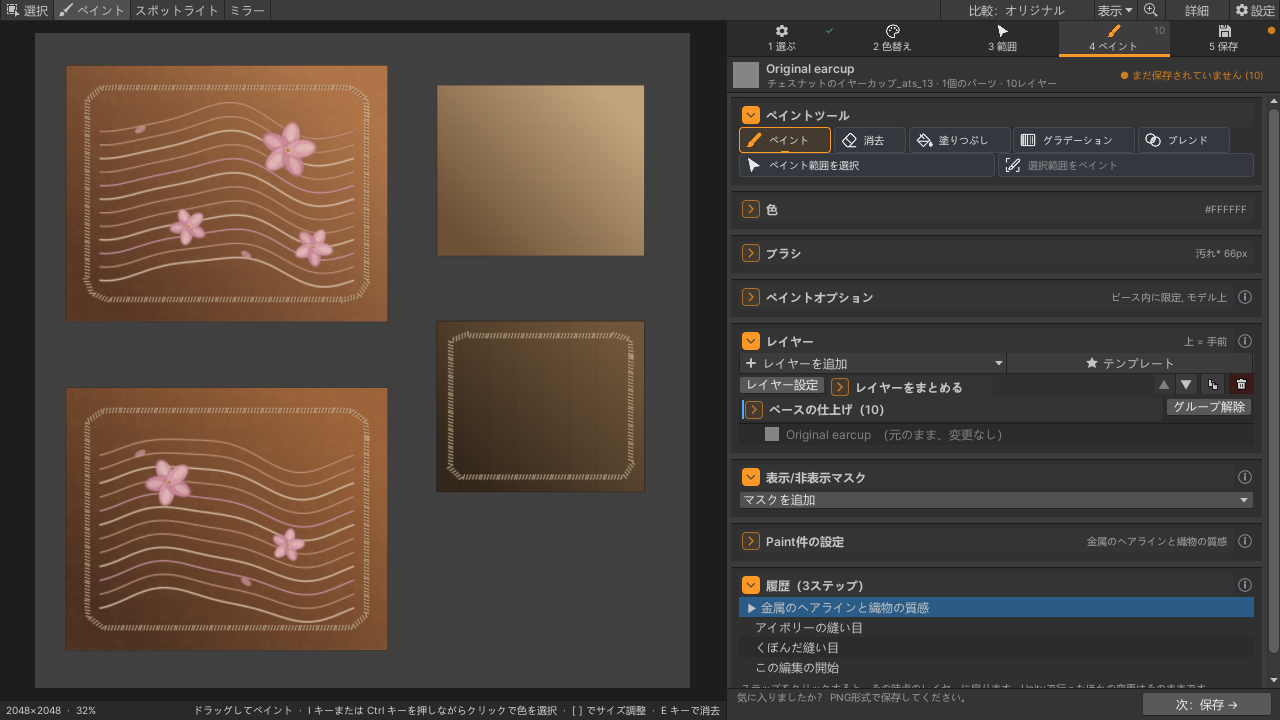 選択 ペイント スポットライト ミラー 比較: オリジナル 表示 詳細 設定
1 選ぶ 2 色替え 3 範囲 4 ペイント 10 5 保存
Original earcup
チェスナットのイヤーカップ_ats_13 · 1個のパーツ · 10レイヤー
まだ保存されていません (10)
ペイントツール
ペイント 消去 塗りつぶし グラデーション ブレンド
ペイント範囲を選択 選択範囲をペイント
色 #FFFFFF
ブラシ 汚れ* 66px
ペイントオプション ピース内に限定, モデル上
レイヤー 上 = 手前
レイヤーを追加 テンプレート
レイヤー設定 レイヤーをまとめる
ベースの仕上げ (10) グループ解除
Original earcup （元のまま、変更なし）
表示/非表示マスク
マスクを追加
Paint件の設定 金属のヘアラインと織物の質感
履歴 (3ステップ)
金属のヘアラインと織物の質感
アイボリーの縫い目
くぼんだ縫い目
この編集の開始
気に入りましたか? PNG形式で保存してください。
次: 保存 →
2048×2048 · 32% ドラッグしてペイント · I キーまたは Ctrl キーを押しながらクリックで色を選択 · [ ] でサイズ調整 · E キーで消去